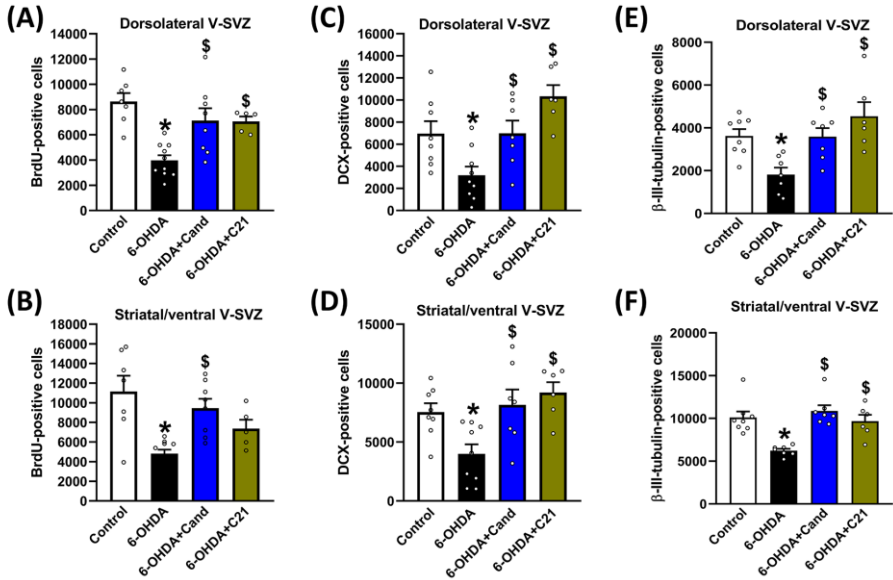 (A)
Dorsolateral V-SVZ
BrdU-positive cells
14000
12000
10000
8000
6000
4000
2000
0
*
$
$
Control
6-OHDA
6-OHDA+Cand
6-OHDA+C21
(C)
Dorsolateral V-SVZ
DCX-positive cells
16000
14000
12000
10000
8000
6000
4000
2000
0
*
$
$
Control
6-OHDA
6-OHDA+Cand
6-OHDA+C21
(E)
Dorsolateral V-SVZ
β-III-tubulin-positive cells
8000
6000
4000
2000
0
*
$
$
Control
6-OHDA
6-OHDA+Cand
6-OHDA+C21
(B)
Striatal/ventral V-SVZ
BrdU-positive cells
18000
16000
14000
12000
10000
8000
6000
4000
2000
0
*
$
Control
6-OHDA
6-OHDA+Cand
6-OHDA+C21
(D)
Striatal/ventral V-SVZ
DCX-positive cells
15000
10000
5000
0
*
$
$
Control
6-OHDA
6-OHDA+Cand
6-OHDA+C21
(F)
Striatal/ventral V-SVZ
β-III-tubulin-positive cells
20000
15000
10000
5000
0
*
$
$
Control
6-OHDA
6-OHDA+Cand
6-OHDA+C21